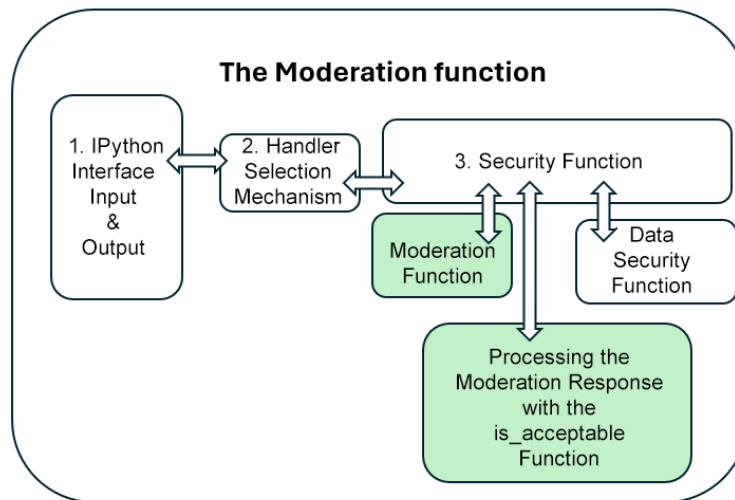 The Moderation function
1. IPython
Interface
Input
&
Output
2. Handler
Selection
Mechanism
3. Security Function
Moderation
Function
Data
Security
Function
Processing the
Moderation Response
with the
is_acceptable
Function